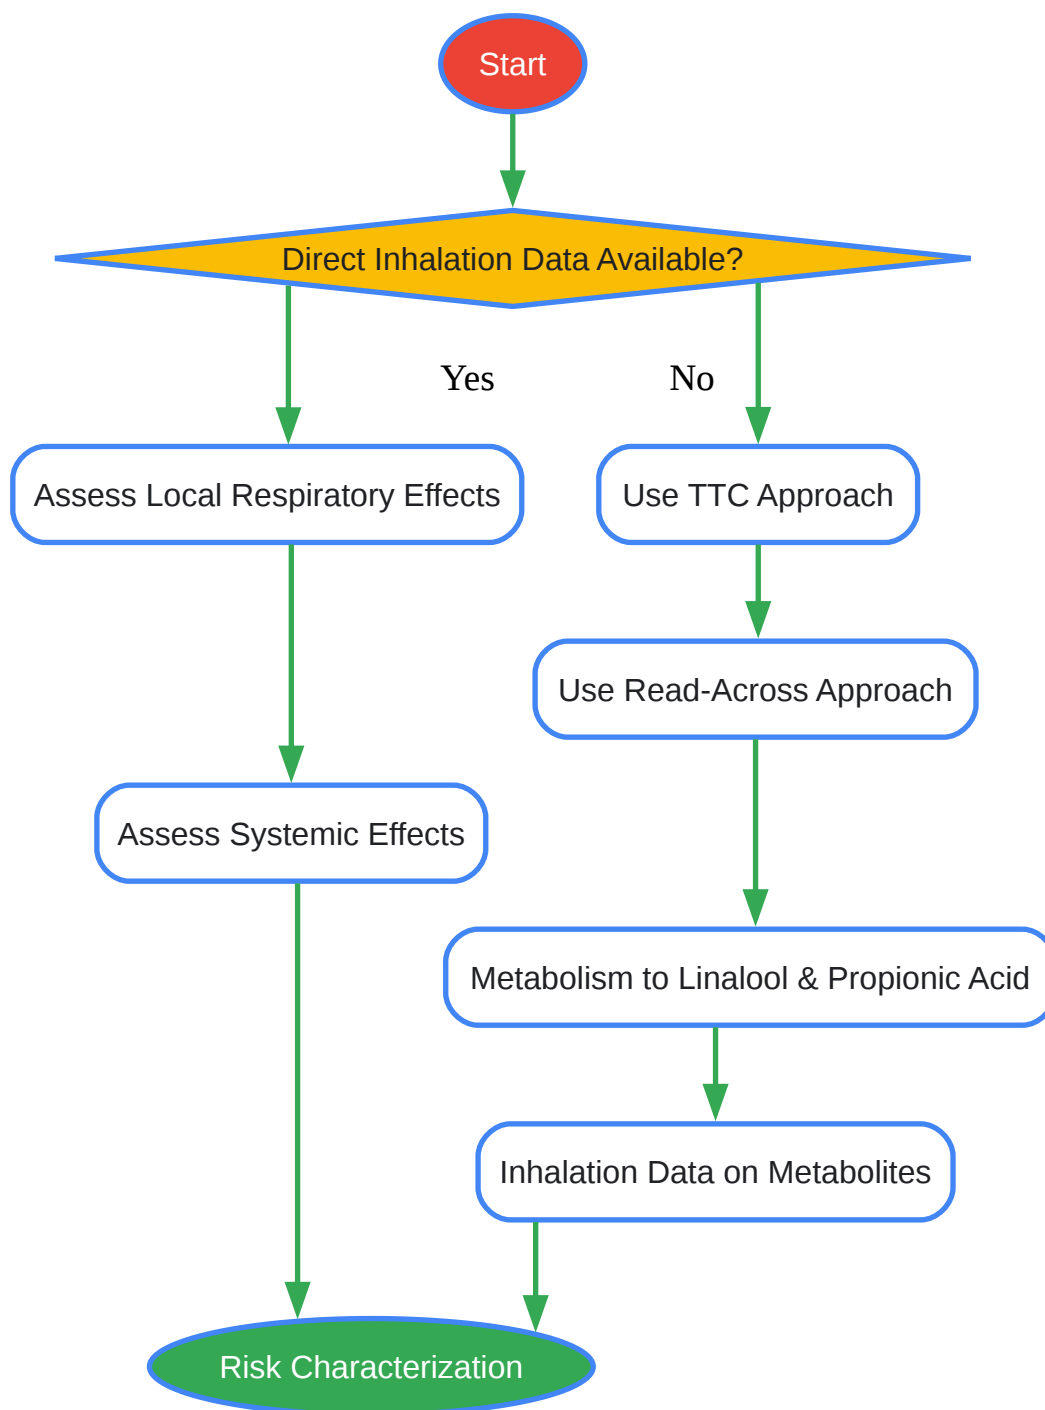 Start
Direct Inhalation Data Available?
Yes
No
Assess Local Respiratory Effects
Use TTC Approach
Use Read-Across Approach
Assess Systemic Effects
Metabolism to Linalool & Propionic Acid
Inhalation Data on Metabolites
Risk Characterization